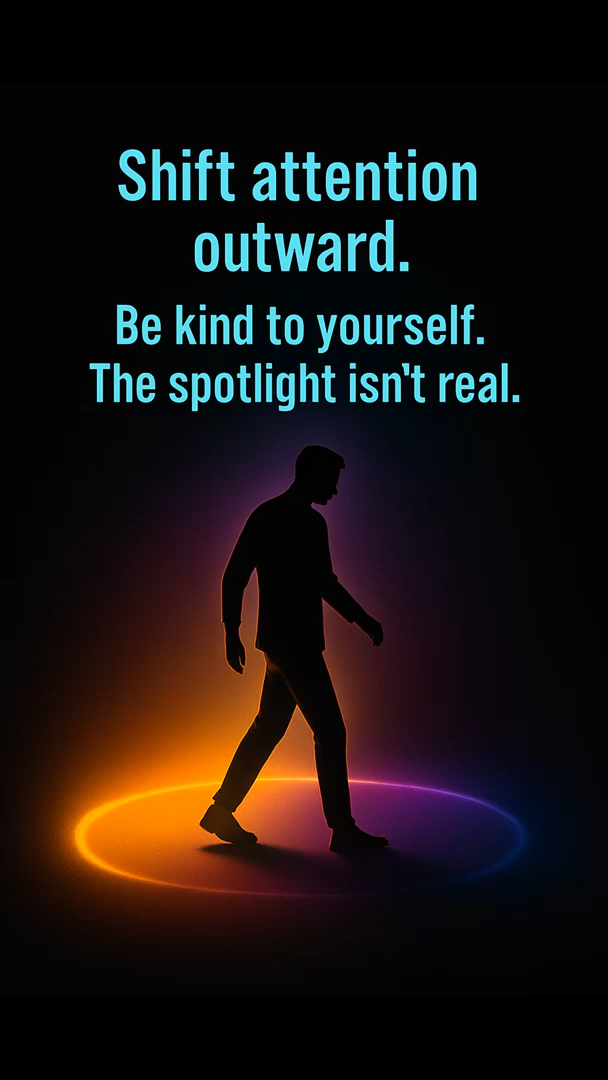 Shift attention
outward.
Be kind to yourself.
The spotlight isn't real.